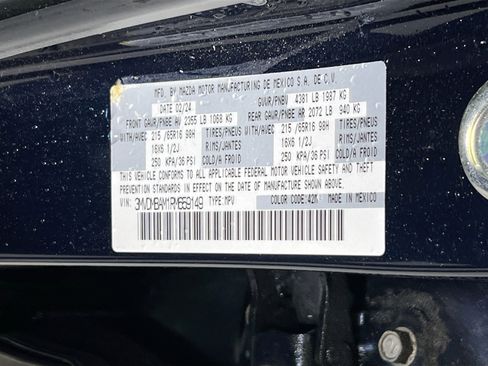 MFD. BY MAZDA MOTOR MANUFACTURING DE MEXICO S.A. DE C.V.
DATE 02/24 GVWR/PNBV 4381 LB 1987 KG
FRONT GAWR/PNBE AV 2355 LB 1068 KG REAR GAWR/PNBE AR 2072 LB 940 KG
WITH/AVEC 215/65R16 98H TIRES/PNEUS WITH/AVEC 215/65R16 98H TIRES/PNEUS
16X6 1/2J RIMS/JANTES 16X6 1/2J RIMS/JANTES
250 KPA/36 PSI COLD/A FROID 250 KPA/36 PSI COLD/A FROID
THIS VEHICLE CONFORMS TO ALL APPLICABLE FEDERAL MOTOR VEHICLE SAFETY AND THEFT
PREVENTION STANDARDS IN EFFECT ON THE DATE OF MANUFACTURE SHOWN ABOVE.
VIN: 3MVDMBAM1RM659149 TYPE: MPV COLOR CODE: 42K MADE IN MEXICO